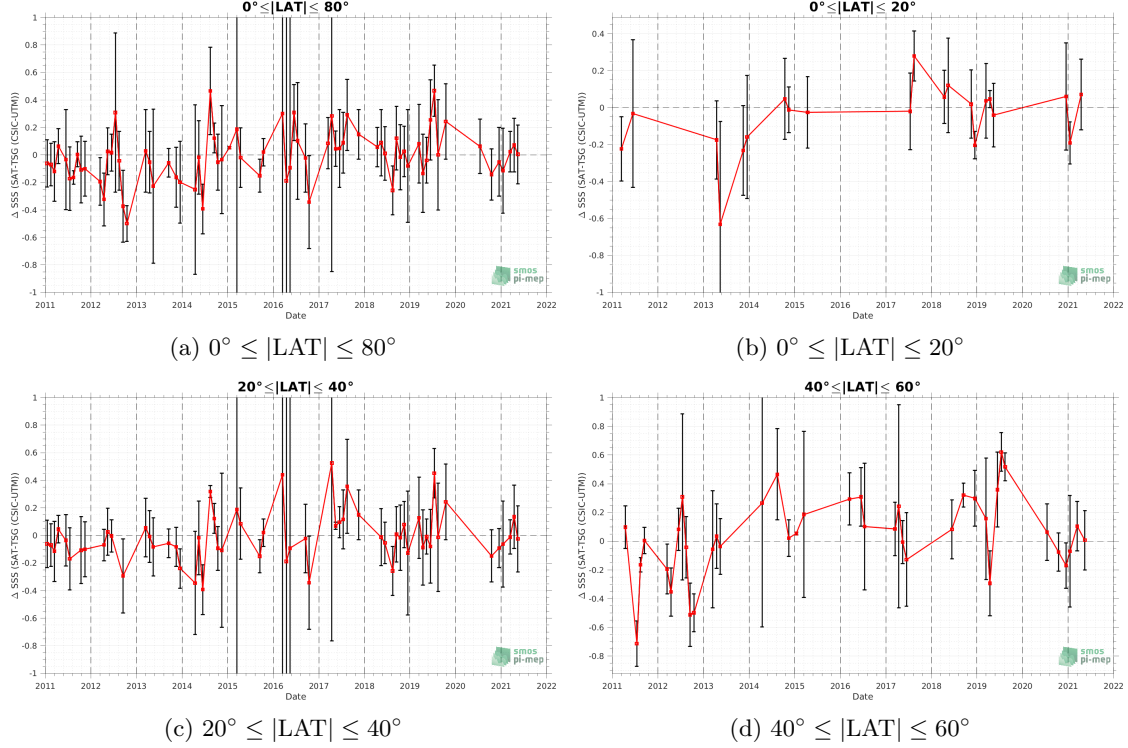 0°≤|LAT|≤ 80°
Δ SSS (SAT-TSG (CSIC-UTM))
1
0.8
0.6
0.4
0.2
0
-0.2
-0.4
-0.6
-0.8
-1
2011 2012 2013 2014 2015 2016 2017 2018 2019 2020 2021 2022
Date
smos
pi-mep
(a) 0° ≤ |LAT| ≤ 80°
0°≤|LAT|≤ 20°
Δ SSS (SAT-TSG (CSIC-UTM))
0.4
0.2
0
-0.2
-0.4
-0.6
-0.8
-1
2011 2012 2013 2014 2015 2016 2017 2018 2019 2020 2021 2022
Date
smos
pi-mep
(b) 0° ≤ |LAT| ≤ 20°
20°≤|LAT|≤ 40°
Δ SSS (SAT-TSG (CSIC-UTM))
1
0.8
0.6
0.4
0.2
0
-0.2
-0.4
-0.6
-0.8
-1
2011 2012 2013 2014 2015 2016 2017 2018 2019 2020 2021 2022
Date
smos
pi-mep
(c) 20° ≤ |LAT| ≤ 40°
40°≤|LAT|≤ 60°
Δ SSS (SAT-TSG (CSIC-UTM))
1
0.8
0.6
0.4
0.2
0
-0.2
-0.4
-0.6
-0.8
2011 2012 2013 2014 2015 2016 2017 2018 2019 2020 2021 2022
Date
smos
pi-mep
(d) 40° ≤ |LAT| ≤ 60°